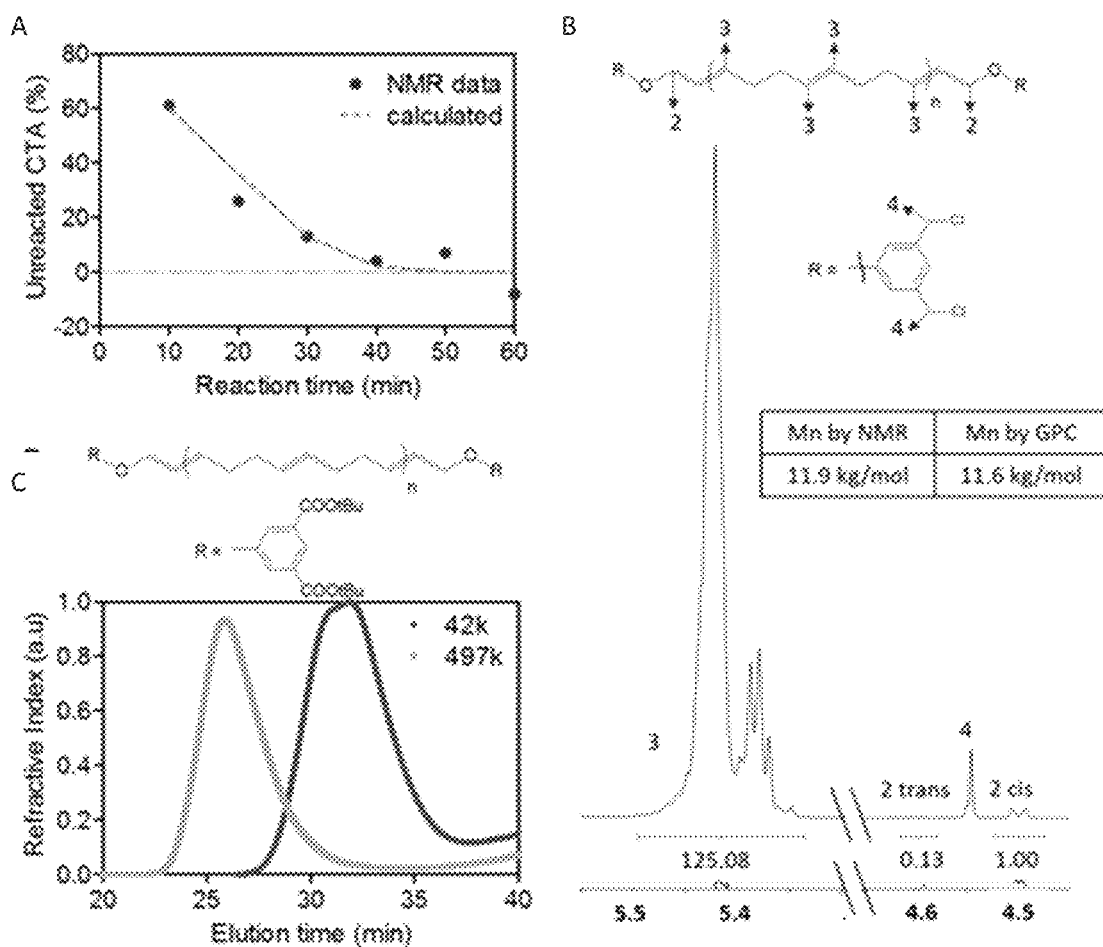 A
80
60
40
20
0
-20
Unreacted CTA (%)
NMR data
calculated
0 10 20 30 40 50 60
Reaction time (min)
B
3 3
R O 2 3 3 n 2 O R
4
Cl
R =
Cl
4
Mn by NMR Mn by GPC
11.9 kg/mol 11.6 kg/mol
3
4
2 trans 2 cis
125.08 0.13 1.00
5.5 5.4 4.6 4.5
C
R O n O R
COOtBu
R =
COOtBu
1.0
0.8
0.6
0.4
0.2
0.0
Refractive Index (a.u)
42k
497k
20 25 30 35 40
Elution time (min)